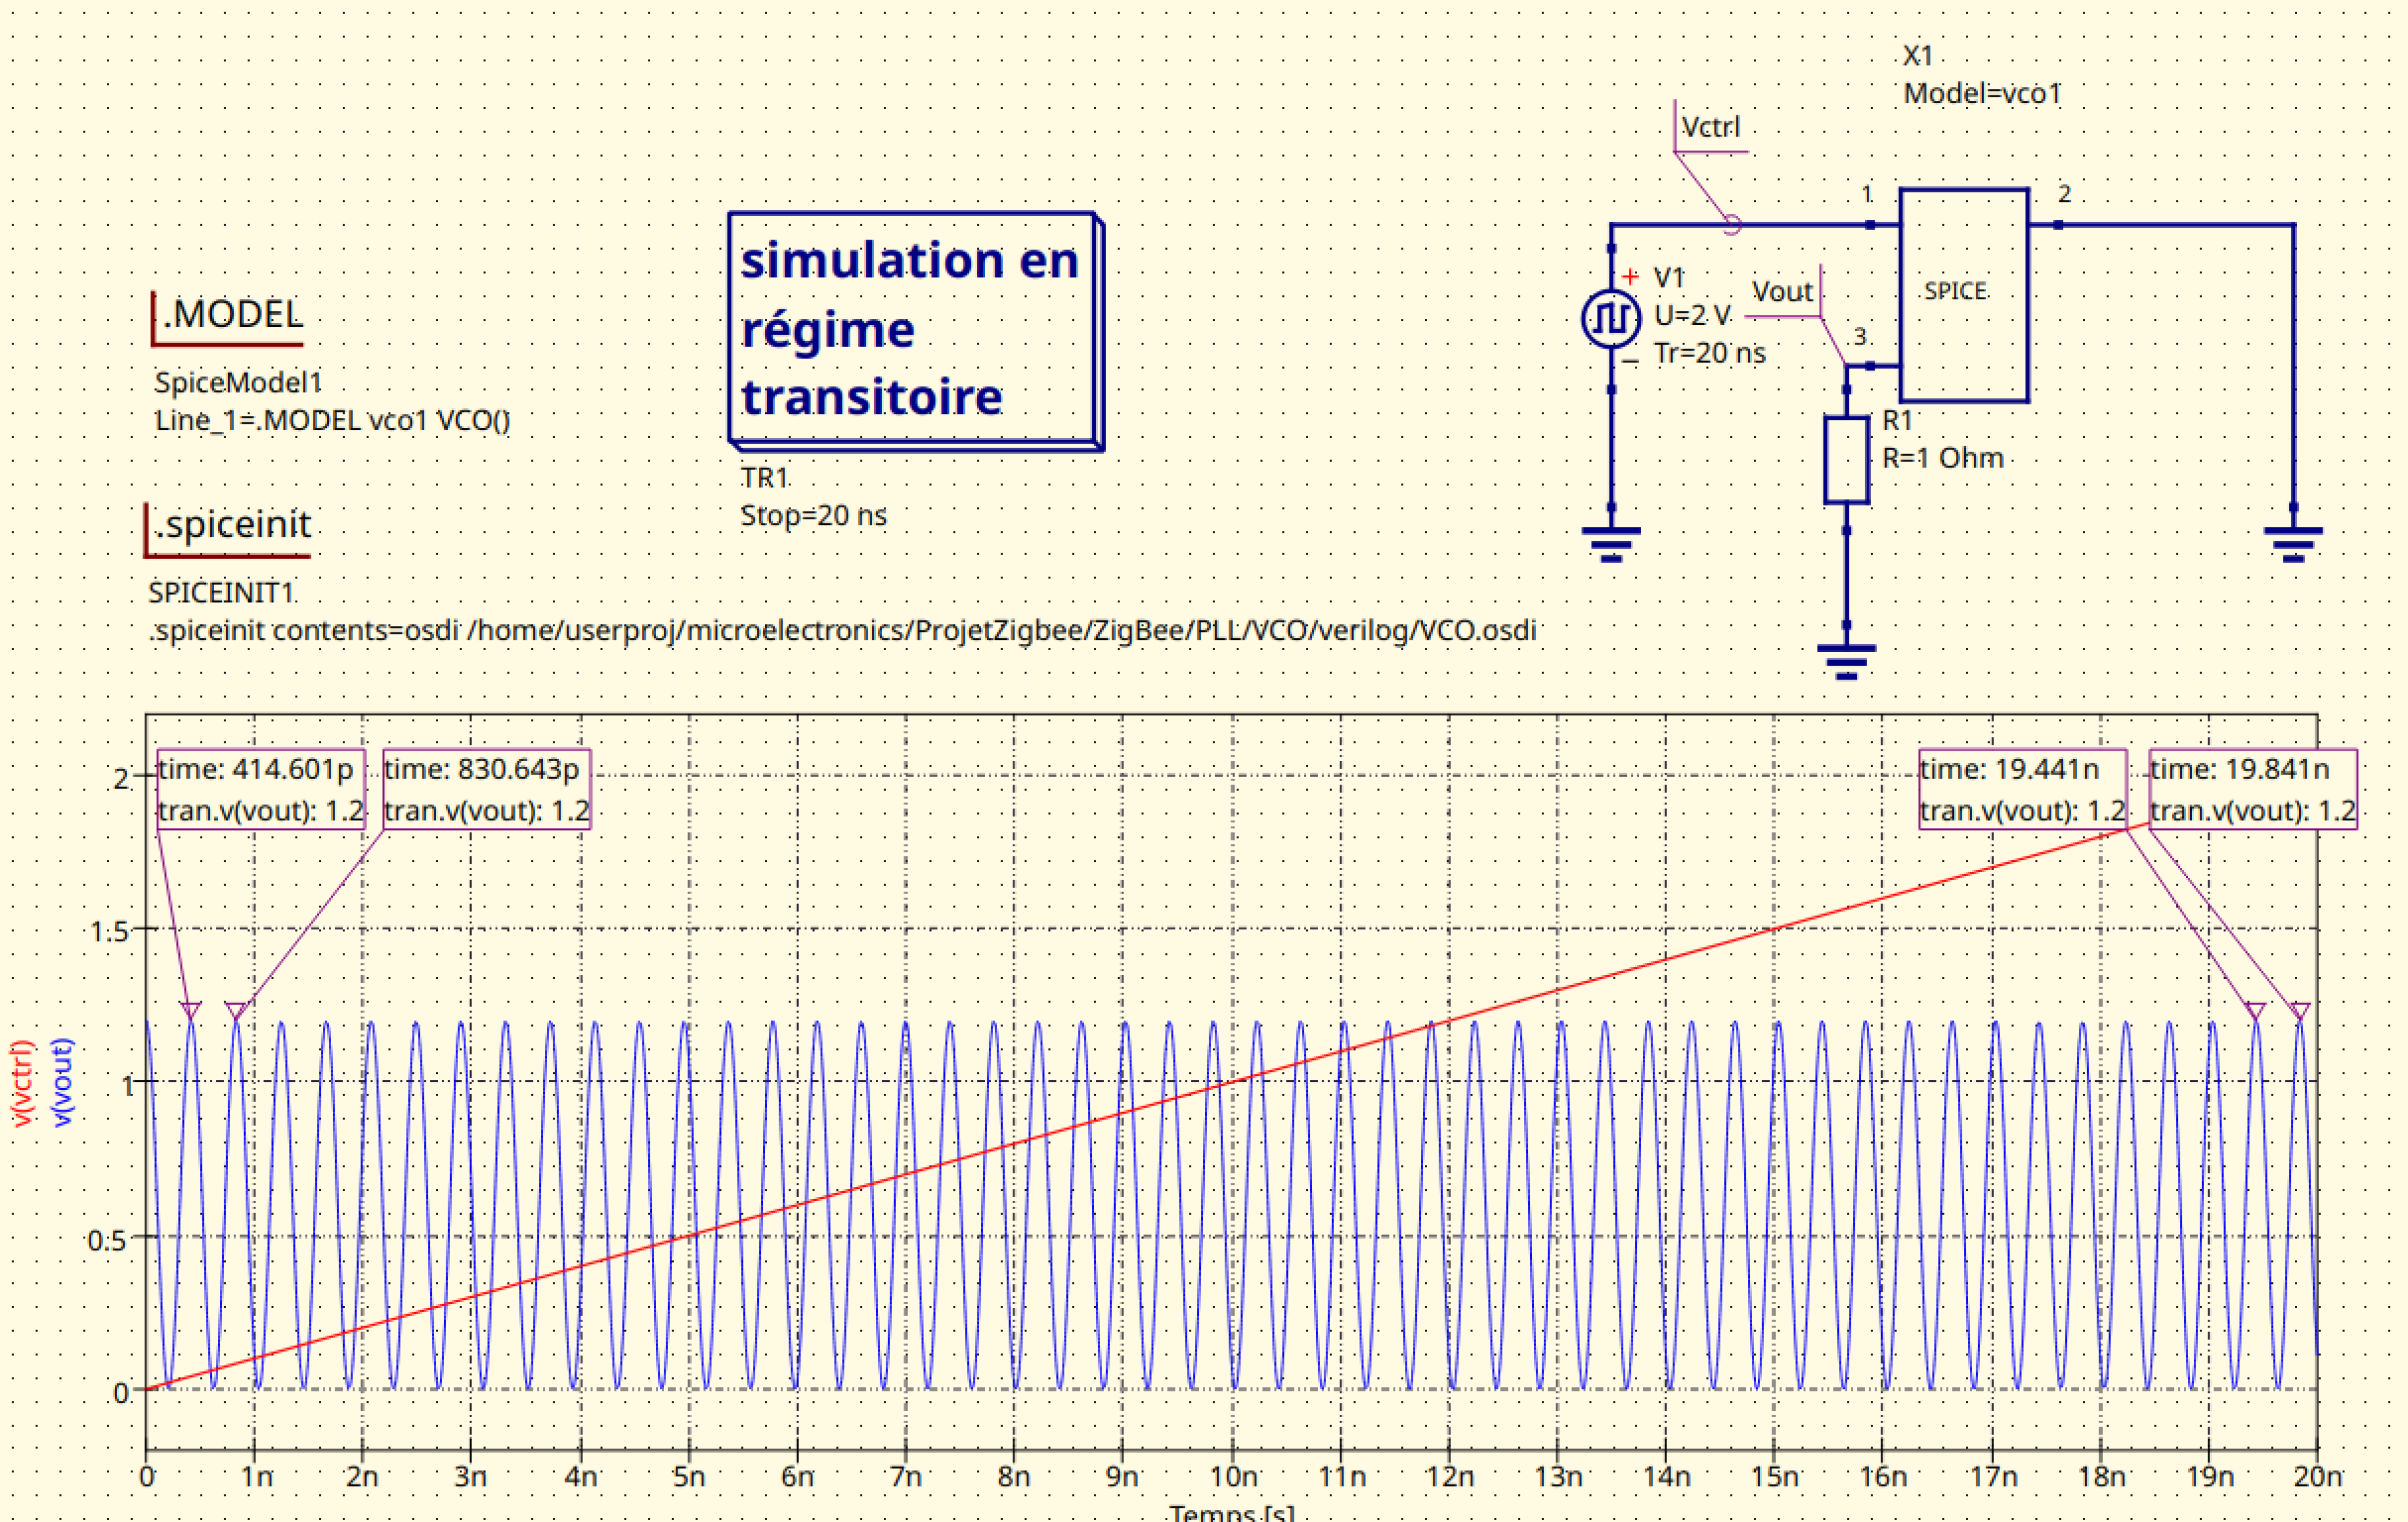 X1
Model=vco1
Vctrl
1
2
simulation en
régime
transitoire
+
V1
U=2 V
Tr=20 ns
–
Vout
SPICE
3
.MODEL
SpiceModel1
Line_1=.MODEL vco1 VCO()
R1
R=1 Ohm
TR1
Stop=20 ns
.spiceinit
SPICEINIT1
.spiceinit contents=osdi /home/userproj/microelectronics/ProjetZigbee/ZigBee/PLL/VCO/verilog/VCO.osdi
time: 414.601p
tran.v(vout): 1.2
time: 830.643p
tran.v(vout): 1.2
time: 19.441n
tran.v(vout): 1.2
time: 19.841n
tran.v(vout): 1.2
2
1.5
1
0.5
0
v(vctrl)
v(vout)
0 1n 2n 3n 4n 5n 6n 7n 8n 9n 10n 11n 12n 13n 14n 15n 16n 17n 18n 19n 20n
Temps [s]